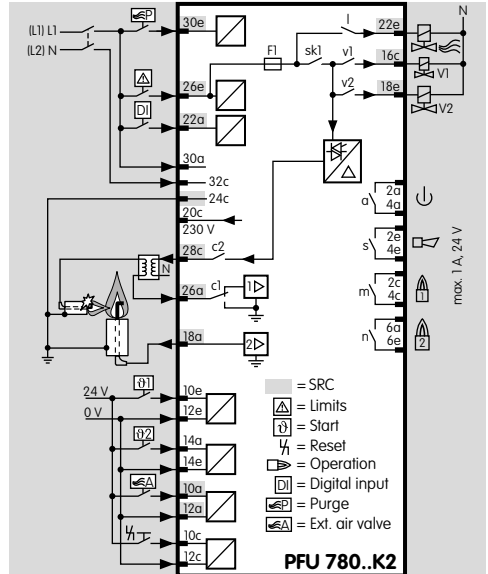 N
(L1) L1
P
30e
l
22e
(L2) N
F1
sk1
v1
16c
V1
26e
v2
18e
V2
DI
22a
30a
32c
24c
a
2a
4a
20c
230 V
s
2e
4e
28c
c2
N
max. 1 A, 24 V
26a
c1
1
m
2c
4c
1
18a
2
n
6a
6e
2
24 V
ϑ1
10e
0 V
12e
ϑ2
14a
14e
A
10a
12a
10c
12c
= SRC
= Limits
ϑ = Start
= Reset
= Operation
DI = Digital input
P = Purge
A = Ext. air valve
PFU 780..K2